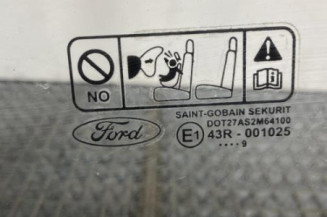 NO
SAINT-GOBAIN SEKURIT
DOT27AS2M64100
Ford
E1 43R - 001025
.... 9